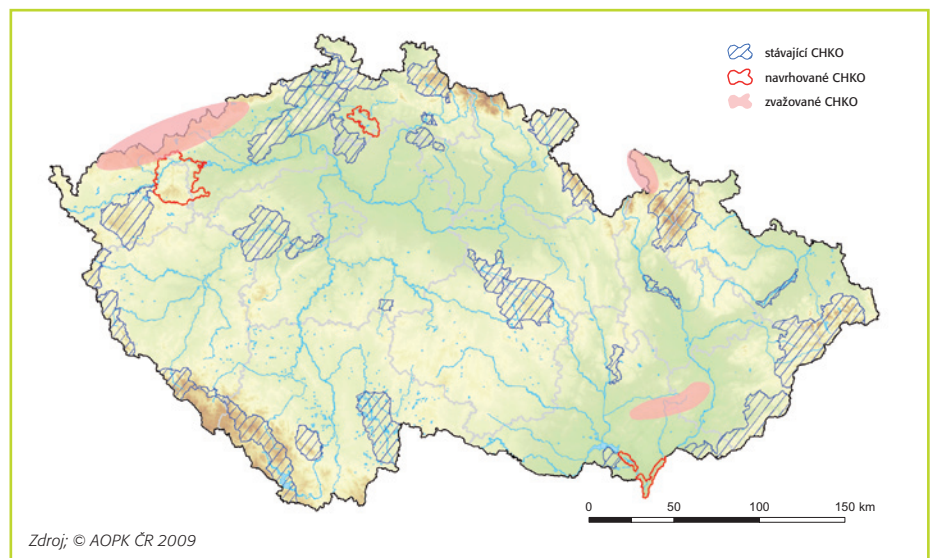 stávající CHKO
navrhované CHKO
zvažované CHKO
0 50 100 150 km
Zdroj; © AOPK ČR 2009